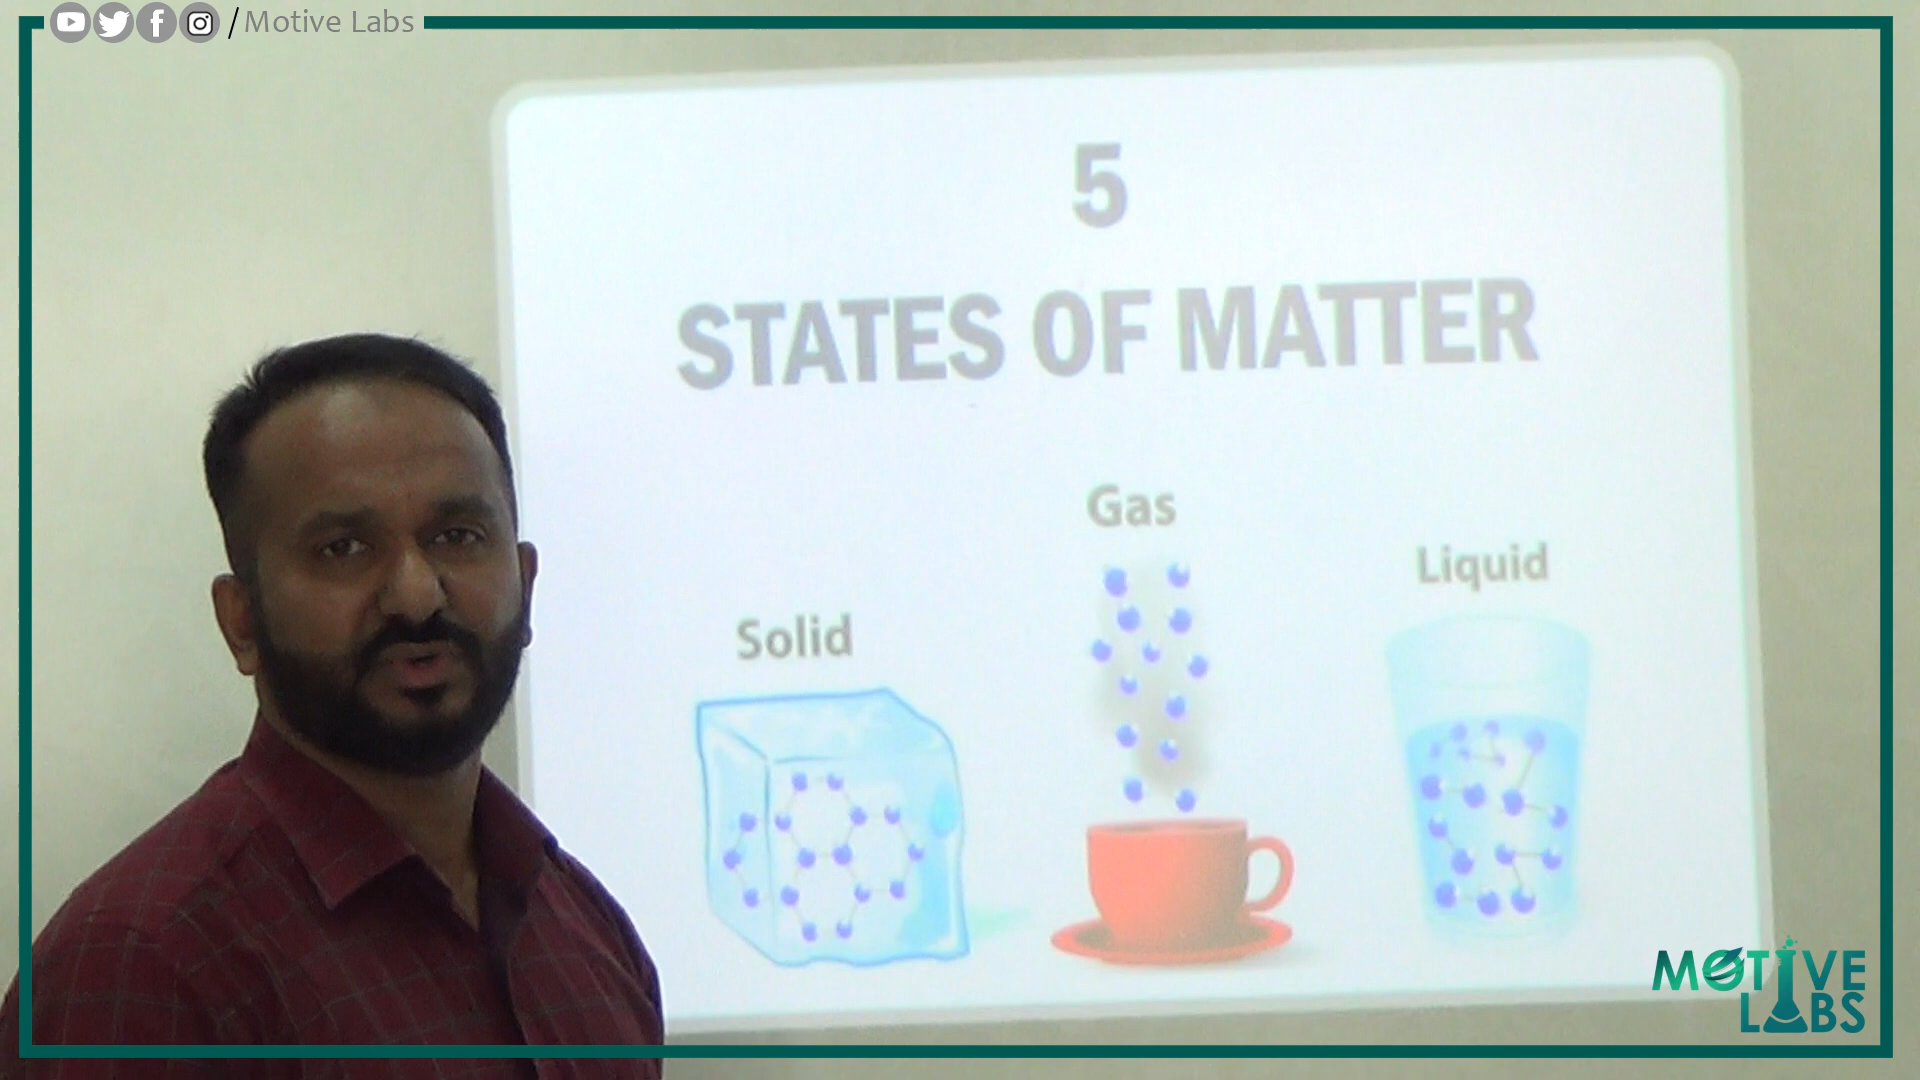 /Motive Labs
5
STATES OF MATTER
Gas
Liquid
Solid
MOTIVE
LABS